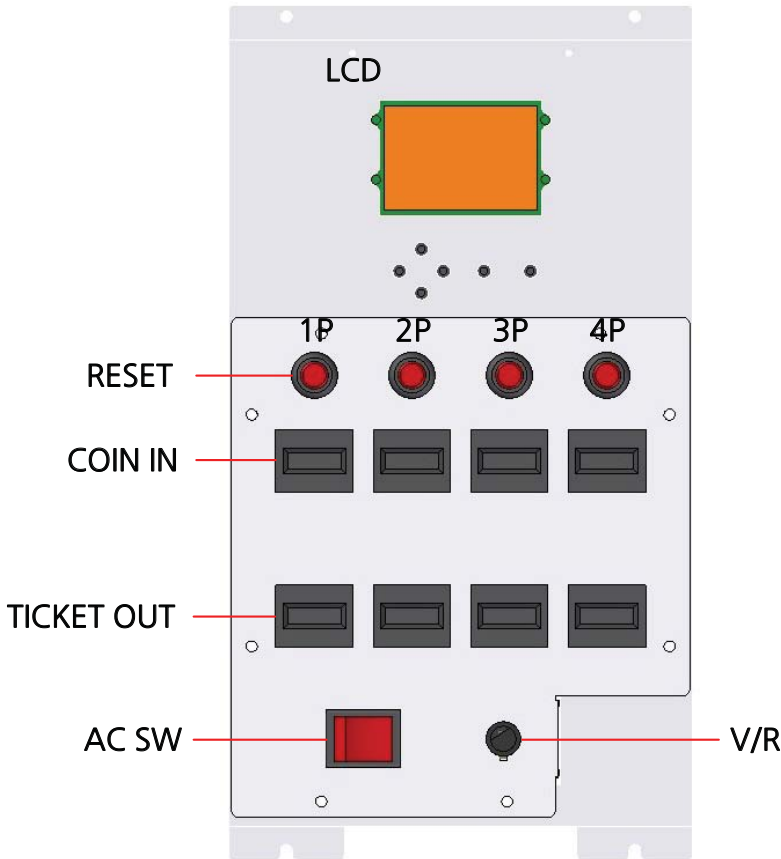 LCD
1P 2P 3P 4P
RESET
COIN IN
TICKET OUT
AC SW
V/R